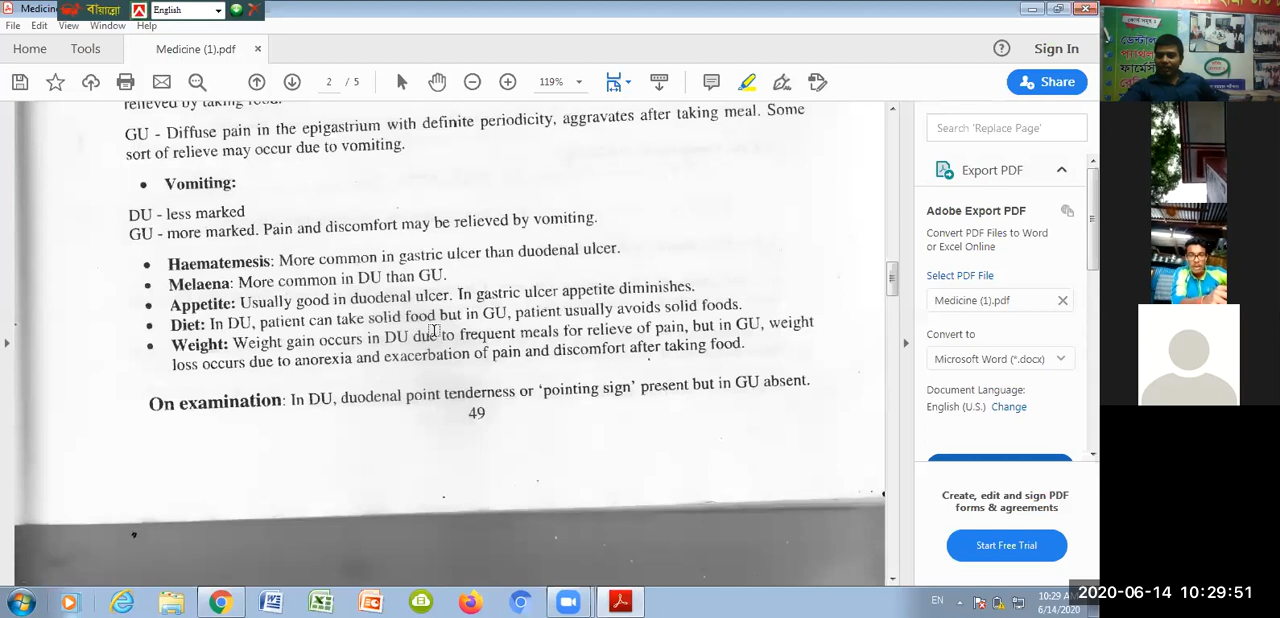 Medicine
বায়ান্নো
English
File Edit View Window Help
Home Tools Medicine (1).pdf × Sign In
2 / 5 119% Share
relieved by taking food.
GU - Diffuse pain in the epigastrium with definite periodicity, aggravates after taking meal. Some
sort of relieve may occur due to vomiting.
• Vomiting:
DU - less marked
GU - more marked. Pain and discomfort may be relieved by vomiting.
• Haematemesis: More common in gastric ulcer than duodenal ulcer.
• Melaena: More common in DU than GU.
• Appetite: Usually good in duodenal ulcer. In gastric ulcer appetite diminishes.
• Diet: In DU, patient can take solid food but in GU, patient usually avoids solid foods.
• Weight: Weight gain occurs in DU due to frequent meals for relieve of pain, but in GU, weight
loss occurs due to anorexia and exacerbation of pain and discomfort after taking food.
On examination: In DU, duodenal point tenderness or ‘pointing sign’ present but in GU absent.
49
Search 'Replace Page'
Export PDF
Adobe Export PDF
Convert PDF Files to Word
or Excel Online
Select PDF File
Medicine (1).pdf
Convert to
Microsoft Word (*.docx)
Document Language:
English (U.S.) Change
Create, edit and sign PDF
forms & agreements
Start Free Trial
ডেন্টাল
ফার্মেসী
EN
10:29 AM
6/14/2020
2020-06-14 10:29:51